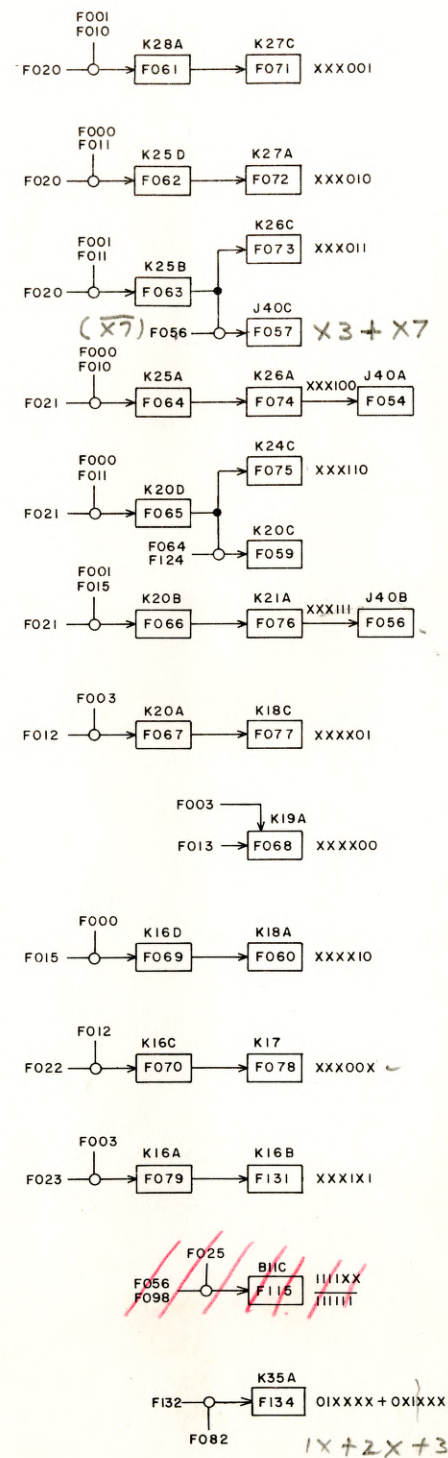 F001
F010
K28A K27C
F020 F061 F071 XXX001
F000
F011
K25D K27A
F020 F062 F072 XXX010
F001
F011
K26C
K25B F073 XXX011
F020 F063 J40C
(X7) F056 F057 X3 + X7
F000
F010
K25A K26A XXX100 J40A
F021 F064 F074 F054
F000
F011
K24C
K20D F075 XXX110
F021 F065 K20C
F064
F124 F059
F001
F015
K20B K21A XXX111 J40B
F021 F066 F076 F056
F003
K20A K18C
F012 F067 F077 XXXX01
F003
K19A
F013 F068 XXXX00
F000
K16D K18A
F015 F069 F060 XXXX10
F012
K16C K17
F022 F070 F078 XXX00X
F003
K16A K16B
F023 F079 F131 XXX1X1
F025
B11C 1111XX
F056
F098 F115 111111
K35A
F132 F134 01XXXX + 0X1XXX
F082
1X + 2X + 3